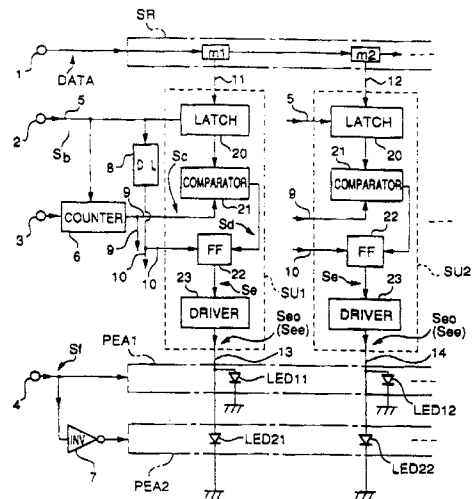 SR
m1
m2
1
DATA
11
12
5
5
2
Sb
LATCH
LATCH
20
20
8
D
Sc
21
COMPARATOR
COMPARATOR
21
9
9
3
COUNTER
6
9
Sd
22
10
FF
FF
10
10
22
SU1
SU2
23
Se
Se
23
DRIVER
DRIVER
Seo
(See)
Seo
(See)
Sf
PEA1
13
14
4
LED11
LED12
INV
7
LED21
LED22
PEA2